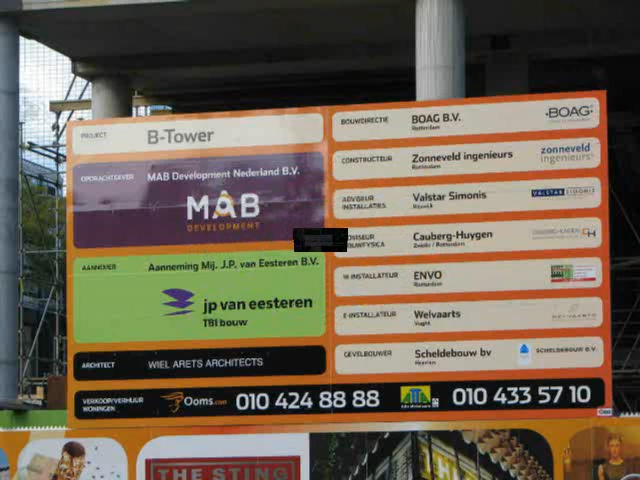 PROJECT
B-Tower
OPDRACHTGEVER
MAB Development Nederland B.V.
MAB
DEVELOPMENT
AANNEMER
Aanneming Mij. J.P. van Eesteren B.V.
jp van eesteren
TBI bouw
ARCHITECT
WIEL ARETS ARCHITECTS
BOUWDIRECTIE
BOAG B.V.
Rotterdam
BOAG
CONSTRUCTEUR
Zonneveld ingenieurs
Rotterdam
zonneveld
ingenieurs
ADVISEUR
INSTALLATIES
Valstar Simonis
Rijswijk
VALSTAR SIMONIS
Cauberg-Huygen
Zwolle / Rotterdam
W-INSTALLATEUR
ENVO
Rotterdam
E-INSTALLATEUR
Welvaarts
Vught
WELVAARTS
GEVELBOUWER
Scheldebouw bv
Heerlen
SCHELDEBOUW B.V.
VERKOOP/VERHUUR
WONINGEN
Ooms.com
010 424 88 88
010 433 57 10
THE STING